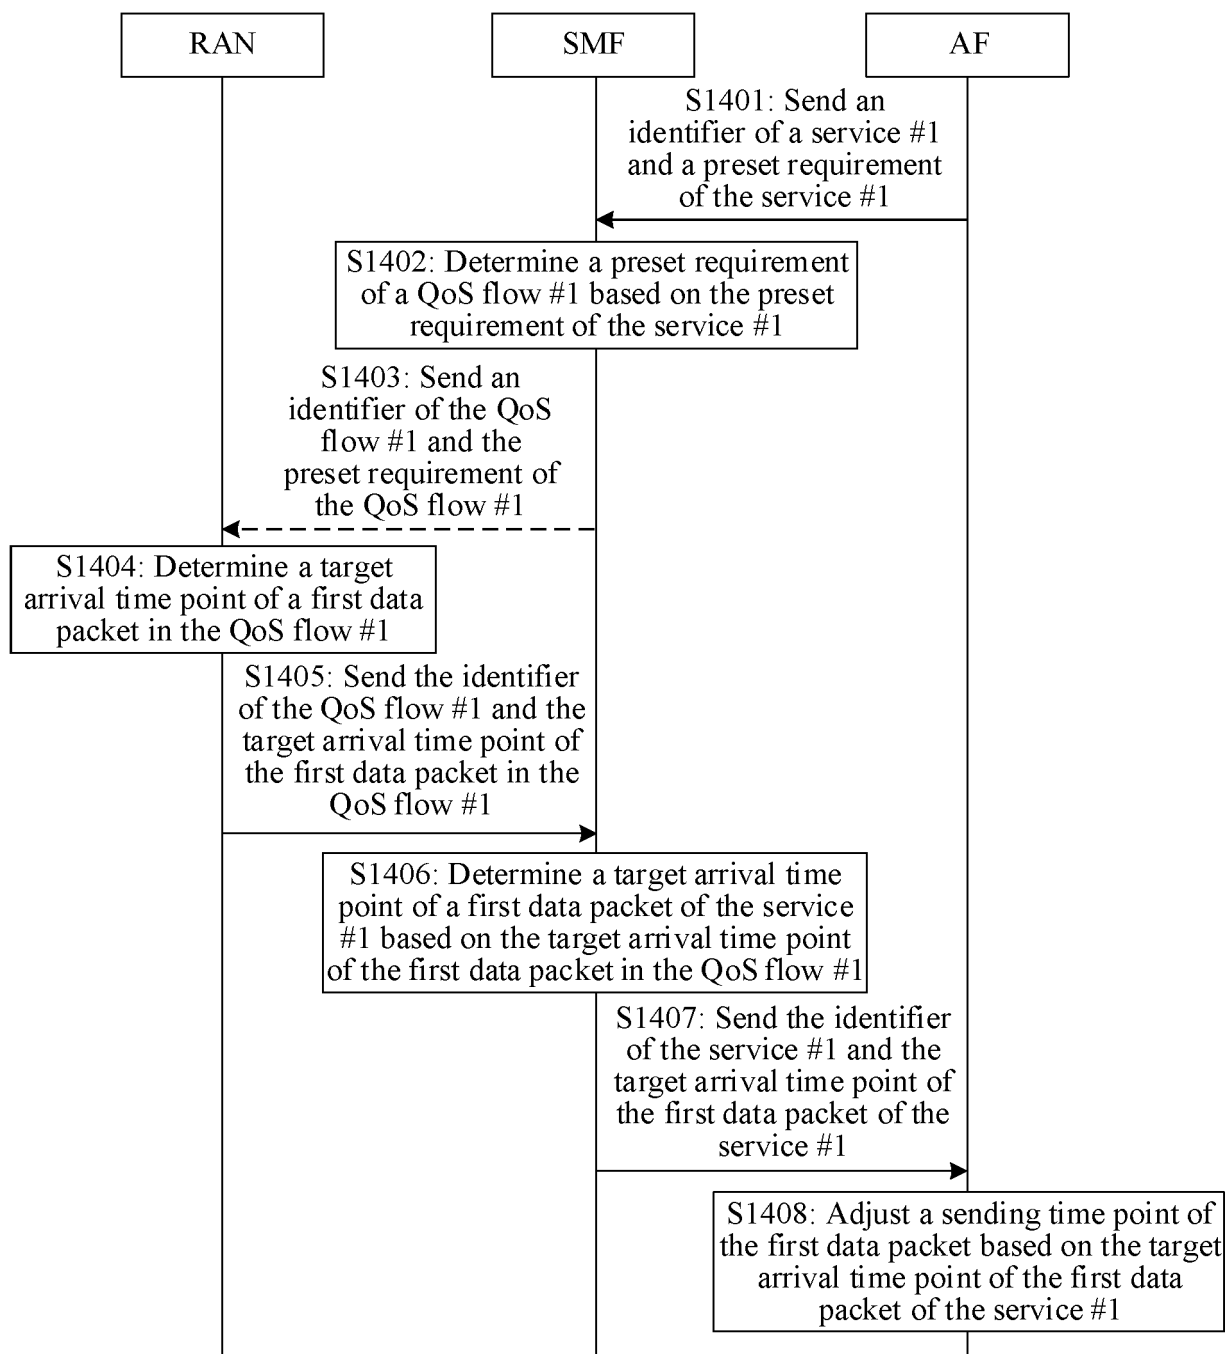 RAN
SMF
AF
S1401: Send an
identifier of a service #1
and a preset requirement
of the service #1
S1402: Determine a preset requirement
of a QoS flow #1 based on the preset
requirement of the service #1
S1403: Send an
identifier of the QoS
flow #1 and the
preset requirement of
the QoS flow #1
S1404: Determine a target
arrival time point of a first data
packet in the QoS flow #1
S1405: Send the identifier
of the QoS flow #1 and the
target arrival time point of
the first data packet in the
QoS flow #1
S1406: Determine a target arrival time
point of a first data packet of the service
#1 based on the target arrival time point
of the first data packet in the QoS flow #1
S1407: Send the identifier
of the service #1 and the
target arrival time point of
the first data packet of the
service #1
S1408: Adjust a sending time point of
the first data packet based on the target
arrival time point of the first data
packet of the service #1